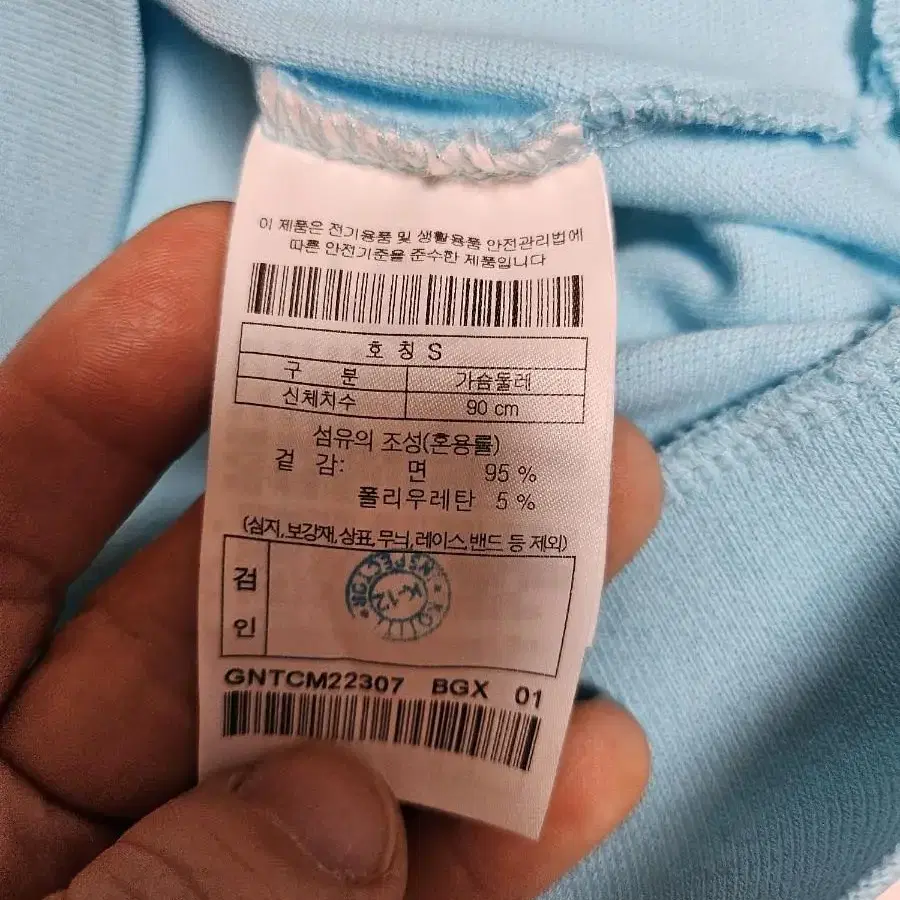 이 제품은 전기용품 및 생활용품 안전관리법에
따른 안전기준을 준수한 제품입니다
호 칭 S
구 분 가슴둘레
신체치수 90 cm
섬유의 조성(혼용률)
겉 감: 면 95 %
폴리우레탄 5 %
(심지,보강재,상표,무늬,레이스,밴드 등 제외)
검
인
INSPECTOR
K-12
GNTCM22307 BGX 01